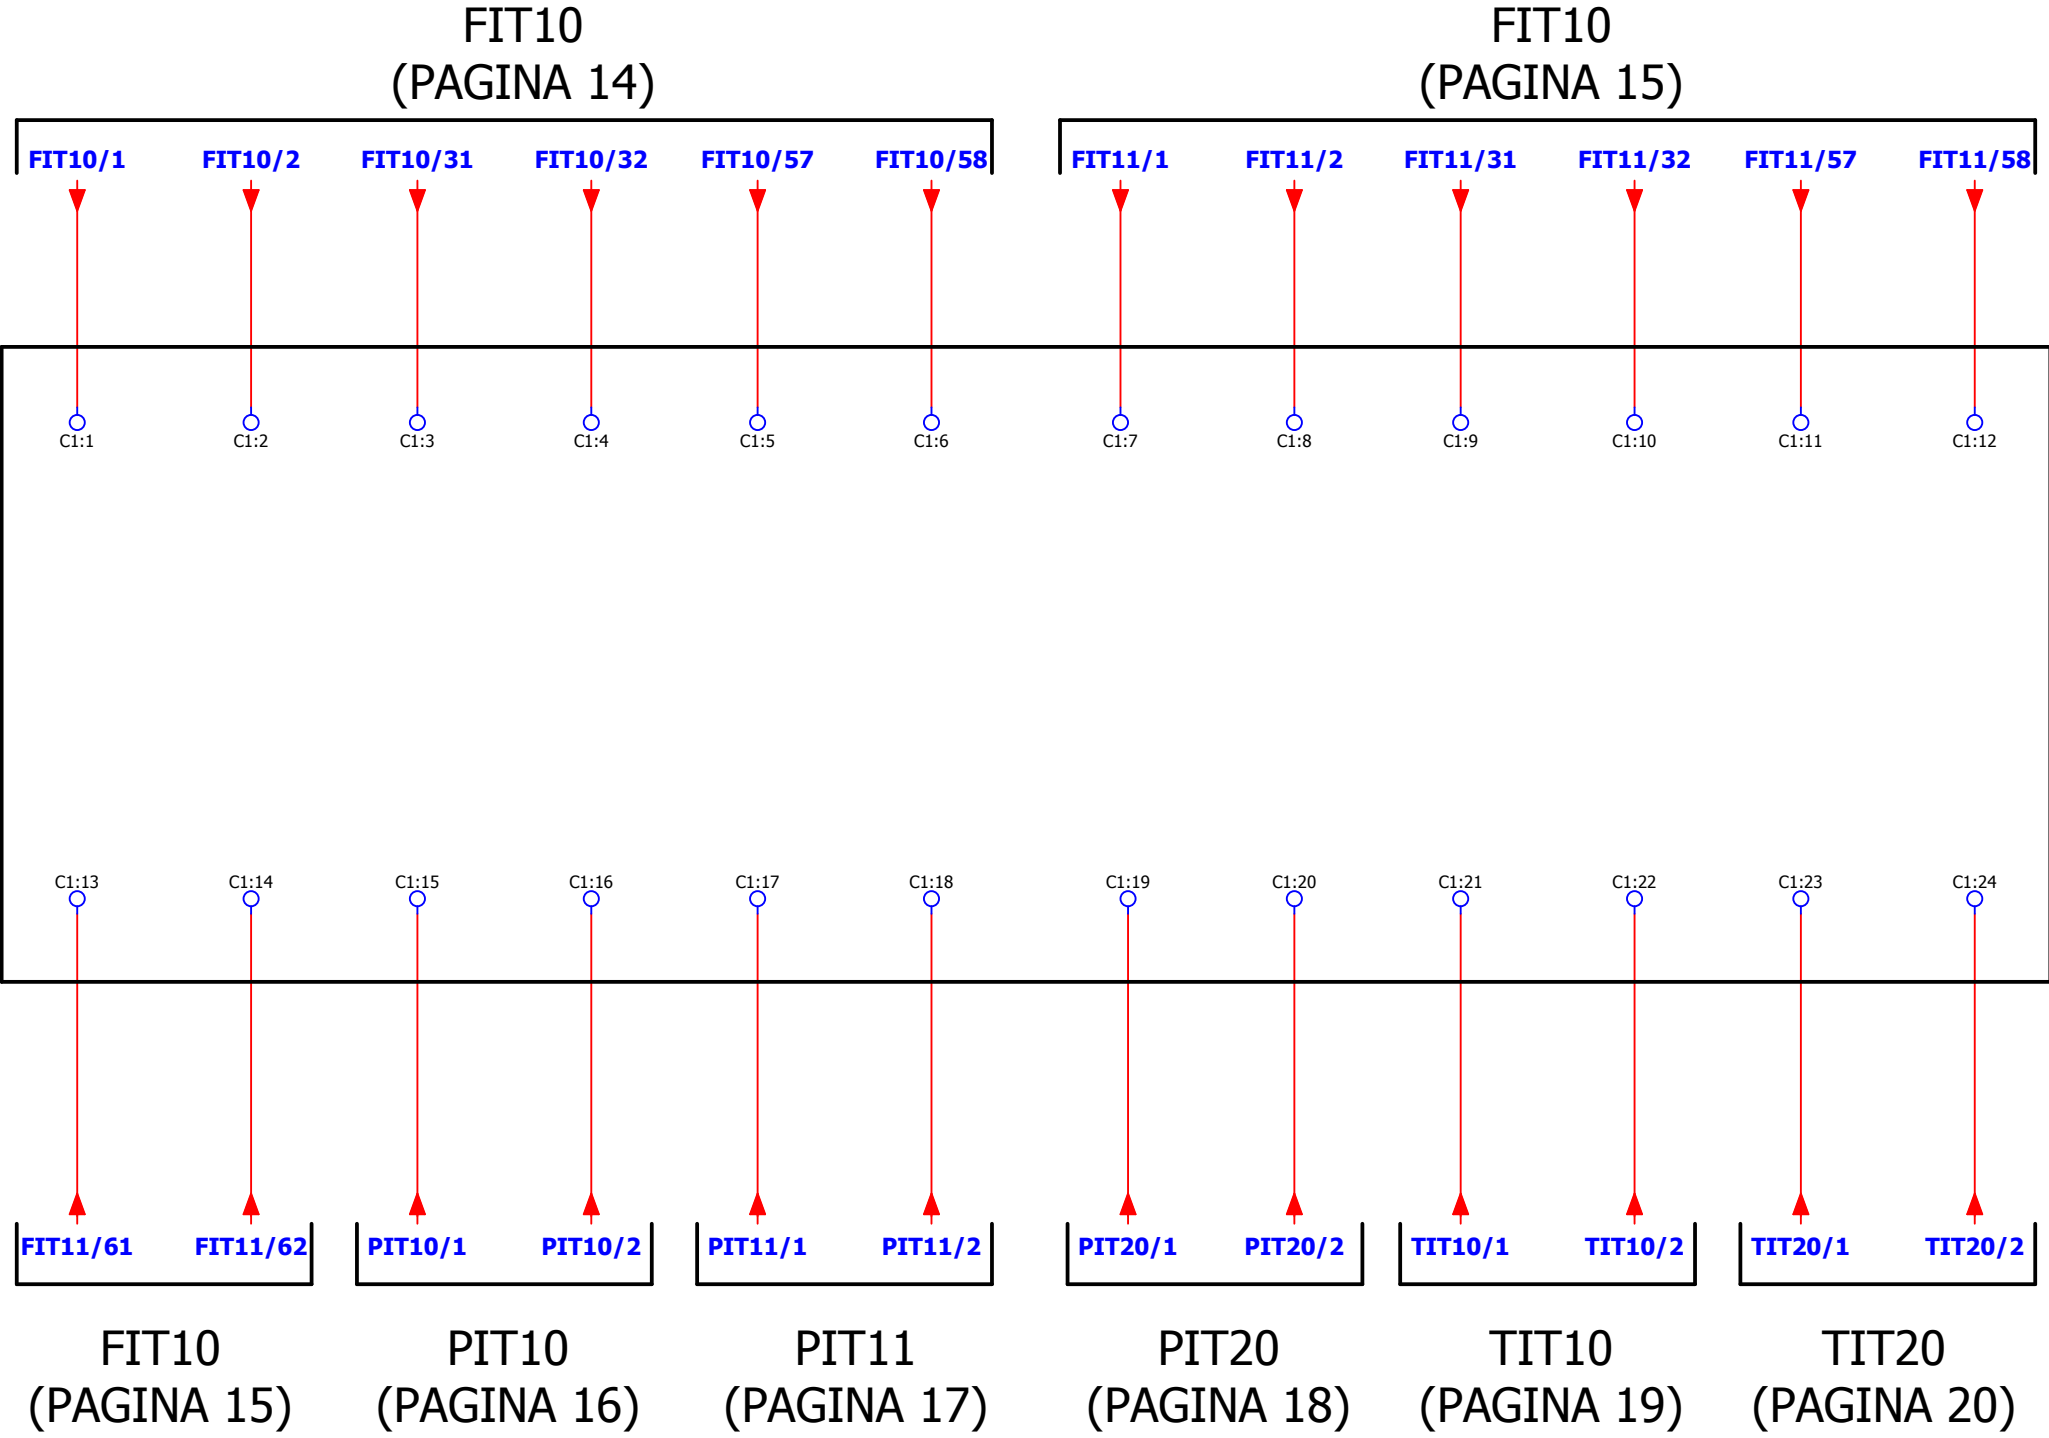 FIT10
(PAGINA 14)
FIT10
(PAGINA 15)
FIT10/1 FIT10/2 FIT10/31 FIT10/32 FIT10/57 FIT10/58 FIT11/1 FIT11/2 FIT11/31 FIT11/32 FIT11/57 FIT11/58
C1:1 C1:2 C1:3 C1:4 C1:5 C1:6 C1:7 C1:8 C1:9 C1:10 C1:11 C1:12
C1:13 C1:14 C1:15 C1:16 C1:17 C1:18 C1:19 C1:20 C1:21 C1:22 C1:23 C1:24
FIT11/61 FIT11/62 PIT10/1 PIT10/2 PIT11/1 PIT11/2 PIT20/1 PIT20/2 TIT10/1 TIT10/2 TIT20/1 TIT20/2
FIT10
(PAGINA 15)
PIT10
(PAGINA 16)
PIT11
(PAGINA 17)
PIT20
(PAGINA 18)
TIT10
(PAGINA 19)
TIT20
(PAGINA 20)